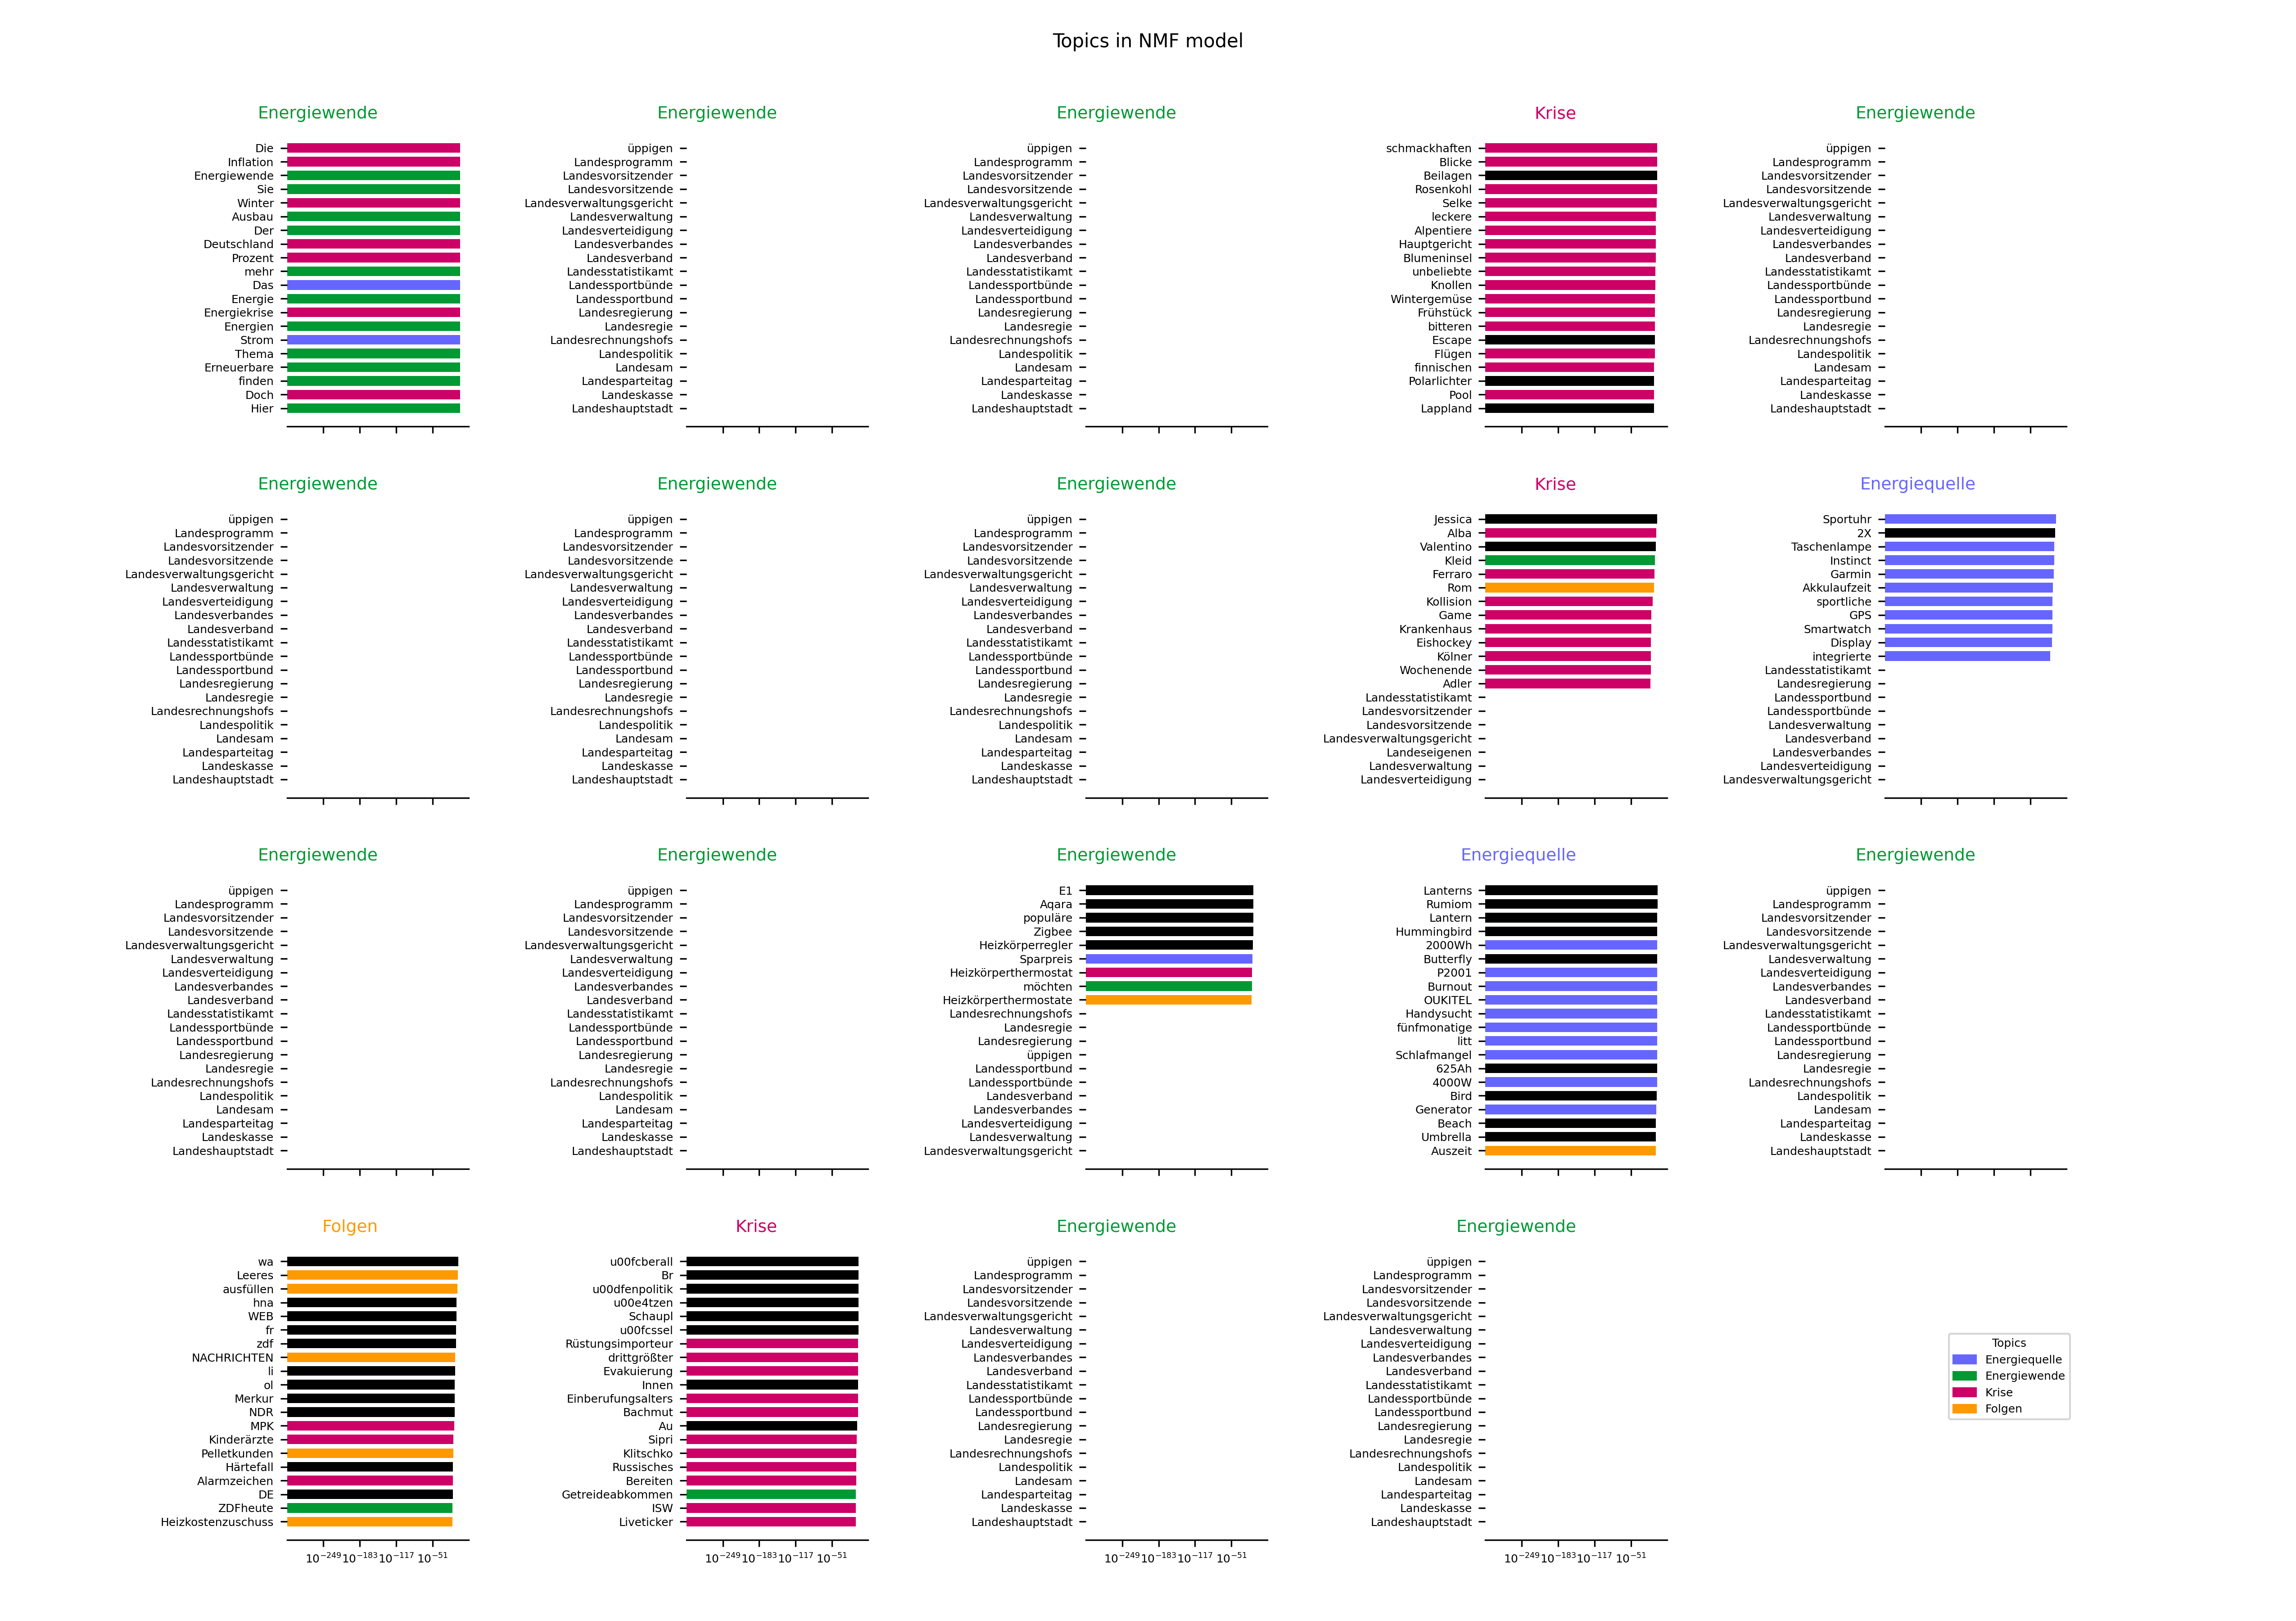 Topics in NMF model
Energiewende
Die
Inflation
Energiewende
Sie
Winter
Ausbau
Der
Deutschland
Prozent
mehr
Das
Energie
Energiekrise
Energien
Strom
Thema
Erneuerbare
finden
Doch
Hier
Energiewende
üppigen
Landesprogramm
Landesvorsitzender
Landesvorsitzende
Landesverwaltungsgericht
Landesverwaltung
Landesverteidigung
Landesverbandes
Landesverband
Landesstatistikamt
Landessportbünde
Landessportbund
Landesregierung
Landesregie
Landesrechnungshofs
Landespolitik
Landesam
Landesparteitag
Landeskasse
Landeshauptstadt
Energiewende
üppigen
Landesprogramm
Landesvorsitzender
Landesvorsitzende
Landesverwaltungsgericht
Landesverwaltung
Landesverteidigung
Landesverbandes
Landesverband
Landesstatistikamt
Landessportbünde
Landessportbund
Landesregierung
Landesregie
Landesrechnungshofs
Landespolitik
Landesam
Landesparteitag
Landeskasse
Landeshauptstadt
Krise
schmackhaften
Blicke
Beilagen
Rosenkohl
Selke
leckere
Alpentiere
Hauptgericht
Blumeninsel
unbeliebte
Knollen
Wintergemüse
Frühstück
bitteren
Escape
Flügen
finnischen
Polarlichter
Pool
Lappland
Energiewende
üppigen
Landesprogramm
Landesvorsitzender
Landesvorsitzende
Landesverwaltungsgericht
Landesverwaltung
Landesverteidigung
Landesverbandes
Landesverband
Landesstatistikamt
Landessportbünde
Landessportbund
Landesregierung
Landesregie
Landesrechnungshofs
Landespolitik
Landesam
Landesparteitag
Landeskasse
Landeshauptstadt
Energiewende
üppigen
Landesprogramm
Landesvorsitzender
Landesvorsitzende
Landesverwaltungsgericht
Landesverwaltung
Landesverteidigung
Landesverbandes
Landesverband
Landesstatistikamt
Landessportbünde
Landessportbund
Landesregierung
Landesregie
Landesrechnungshofs
Landespolitik
Landesam
Landesparteitag
Landeskasse
Landeshauptstadt
Energiewende
üppigen
Landesprogramm
Landesvorsitzender
Landesvorsitzende
Landesverwaltungsgericht
Landesverwaltung
Landesverteidigung
Landesverbandes
Landesverband
Landesstatistikamt
Landessportbünde
Landessportbund
Landesregierung
Landesregie
Landesrechnungshofs
Landespolitik
Landesam
Landesparteitag
Landeskasse
Landeshauptstadt
Energiewende
üppigen
Landesprogramm
Landesvorsitzender
Landesvorsitzende
Landesverwaltungsgericht
Landesverwaltung
Landesverteidigung
Landesverbandes
Landesverband
Landesstatistikamt
Landessportbünde
Landessportbund
Landesregierung
Landesregie
Landesrechnungshofs
Landespolitik
Landesam
Landesparteitag
Landeskasse
Landeshauptstadt
Krise
Jessica
Alba
Valentino
Kleid
Ferraro
Rom
Kollision
Game
Krankenhaus
Eishockey
Kölner
Wochenende
Adler
Landesstatistikamt
Landesvorsitzender
Landesvorsitzende
Landesverwaltungsgericht
Landeseigenen
Landesverwaltung
Landesverteidigung
Energiequelle
Sportuhr
2X
Taschenlampe
Instinct
Garmin
Akkulaufzeit
sportliche
GPS
Smartwatch
Display
integrierte
Landesstatistikamt
Landesregierung
Landessportbund
Landessportbünde
Landesverwaltung
Landesverband
Landesverbandes
Landesverteidigung
Landesverwaltungsgericht
Energiewende
üppigen
Landesprogramm
Landesvorsitzender
Landesvorsitzende
Landesverwaltungsgericht
Landesverwaltung
Landesverteidigung
Landesverbandes
Landesverband
Landesstatistikamt
Landessportbünde
Landessportbund
Landesregierung
Landesregie
Landesrechnungshofs
Landespolitik
Landesam
Landesparteitag
Landeskasse
Landeshauptstadt
Energiewende
üppigen
Landesprogramm
Landesvorsitzender
Landesvorsitzende
Landesverwaltungsgericht
Landesverwaltung
Landesverteidigung
Landesverbandes
Landesverband
Landesstatistikamt
Landessportbünde
Landessportbund
Landesregierung
Landesregie
Landesrechnungshofs
Landespolitik
Landesam
Landesparteitag
Landeskasse
Landeshauptstadt
Energiewende
E1
Aqara
populäre
Zigbee
Heizkörperregler
Sparpreis
Heizkörperthermostat
möchten
Heizkörperthermostate
Landesrechnungshofs
Landesregie
Landesregierung
üppigen
Landessportbund
Landessportbünde
Landesverband
Landesverbandes
Landesverteidigung
Landesverwaltung
Landesverwaltungsgericht
Energiequelle
Lanterns
Rumiom
Lantern
Hummingbird
2000Wh
Butterfly
P2001
Burnout
OUKITEL
Handysucht
fünfmonatige
litt
Schlafmangel
625Ah
4000W
Bird
Generator
Beach
Umbrella
Auszeit
Energiewende
üppigen
Landesprogramm
Landesvorsitzender
Landesvorsitzende
Landesverwaltungsgericht
Landesverwaltung
Landesverteidigung
Landesverbandes
Landesverband
Landesstatistikamt
Landessportbünde
Landessportbund
Landesregierung
Landesregie
Landesrechnungshofs
Landespolitik
Landesam
Landesparteitag
Landeskasse
Landeshauptstadt
Folgen
wa
Leeres
ausfüllen
hna
WEB
fr
zdf
NACHRICHTEN
li
ol
Merkur
NDR
MPK
Kinderärzte
Pelletkunden
Härtefall
Alarmzeichen
DE
ZDFheute
Heizkostenzuschuss
10^-249 10^-183 10^-117 10^-51
Krise
u00fcberall
Br
u00dfenpolitik
u00e4tzen
Schaupl
u00fcssel
Rüstungsimporteur
drittgrößter
Evakuierung
Innen
Einberufungsalters
Bachmut
Au
Sipri
Klitschko
Russisches
Bereiten
Getreideabkommen
ISW
Liveticker
10^-249 10^-183 10^-117 10^-51
Energiewende
üppigen
Landesprogramm
Landesvorsitzender
Landesvorsitzende
Landesverwaltungsgericht
Landesverwaltung
Landesverteidigung
Landesverbandes
Landesverband
Landesstatistikamt
Landessportbünde
Landessportbund
Landesregierung
Landesregie
Landesrechnungshofs
Landespolitik
Landesam
Landesparteitag
Landeskasse
Landeshauptstadt
10^-249 10^-183 10^-117 10^-51
Energiewende
üppigen
Landesprogramm
Landesvorsitzender
Landesvorsitzende
Landesverwaltungsgericht
Landesverwaltung
Landesverteidigung
Landesverbandes
Landesverband
Landesstatistikamt
Landessportbünde
Landessportbund
Landesregierung
Landesregie
Landesrechnungshofs
Landespolitik
Landesam
Landesparteitag
Landeskasse
Landeshauptstadt
10^-249 10^-183 10^-117 10^-51
Topics
Energiequelle
Energiewende
Krise
Folgen